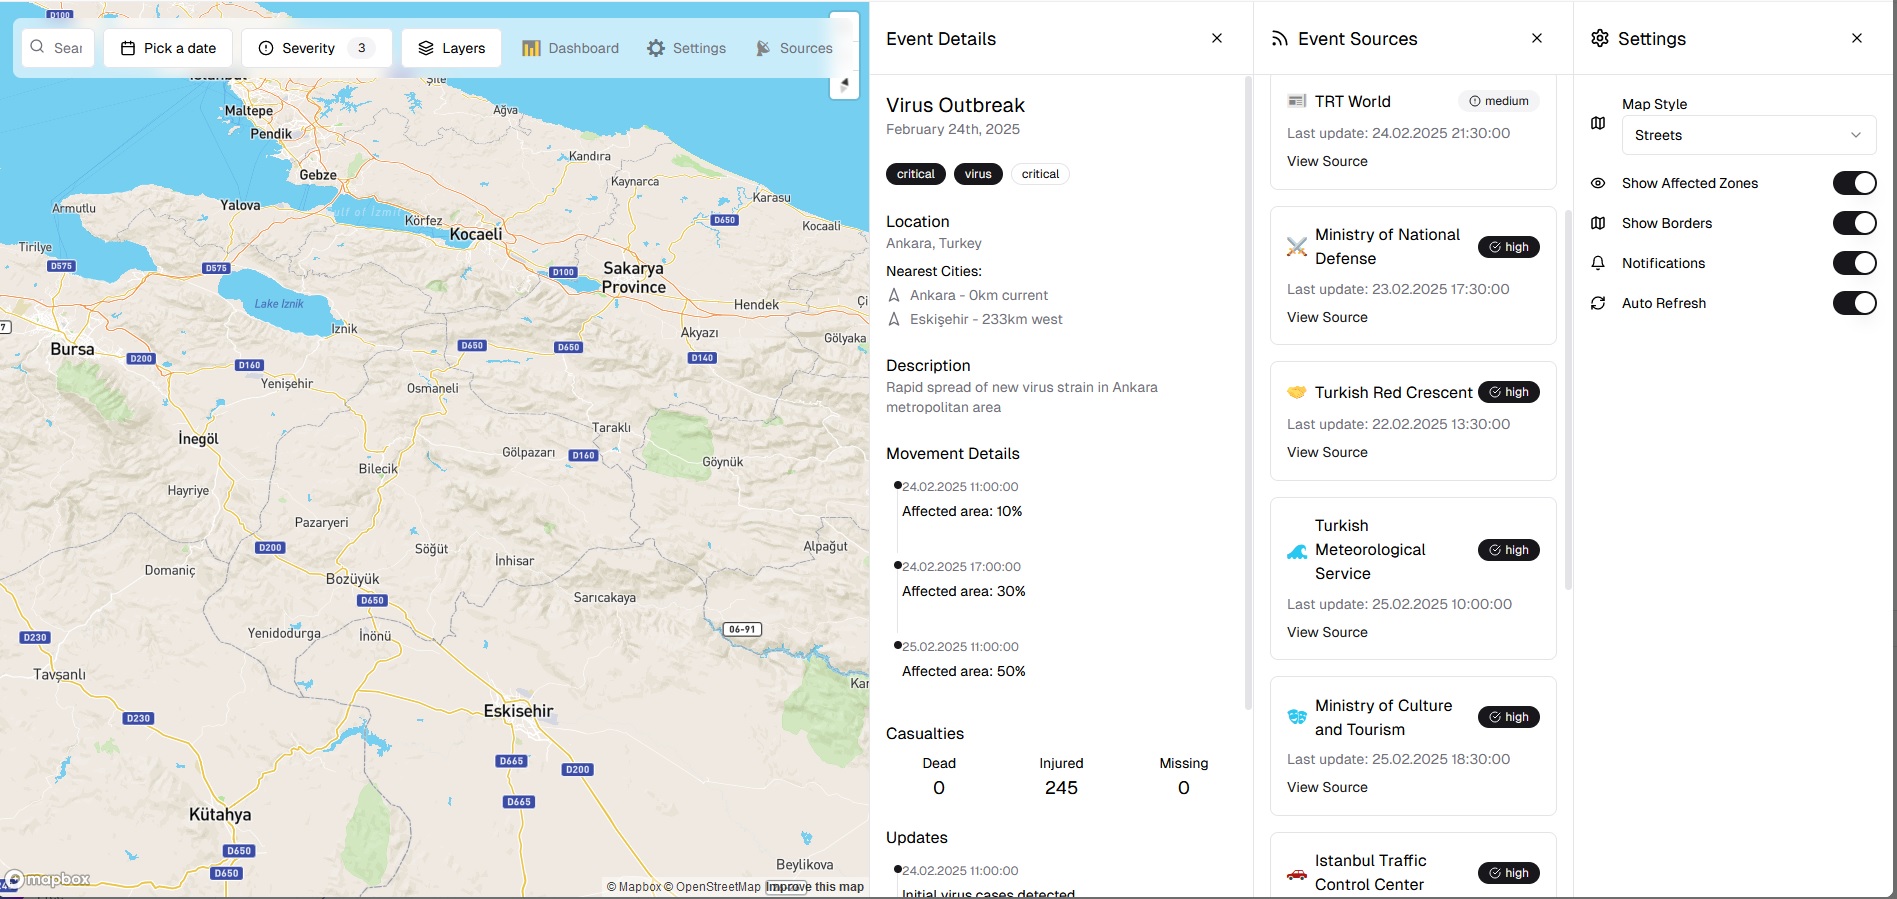 D100
Sear
Pick a date
Severity
3
Layers
Dashboard
Settings
Sources
Şile
Ağva
Maltepe
Pendik
Kandıra
Gebze
Kaynarca
Karasu
Armutlu
Yalova
Gulf of Izmit
Körfez
D650
Kocaali
Kocaeli
Tirilye
D575
D575
D100
Sakarya
Province
Lake Iznik
Hendek
Iznik
Akyazı
Gölyaka
Bursa
D200
D160
D650
D650
D140
Yenişehir
Osmaneli
Taraklı
İnegöl
Gölpazarı
D160
Göynük
Bilecik
Hayriye
Pazaryeri
D200
Söğüt
İnhisar
Alpağut
Domaniç
Bozüyük
D650
Sarıcakaya
D230
Yenidodurga
İnönü
06-91
Tavşanlı
D230
Eskisehir
D665
D200
D665
Kütahya
D650
Beylikova
D650
mapbox
© Mapbox © OpenStreetMap Improve this map
Event Details
Virus Outbreak
February 24th, 2025
critical
virus
critical
Location
Ankara, Turkey
Nearest Cities:
Ankara - 0km current
Eskişehir - 233km west
Description
Rapid spread of new virus strain in Ankara
metropolitan area
Movement Details
24.02.2025 11:00:00
Affected area: 10%
24.02.2025 17:00:00
Affected area: 30%
25.02.2025 11:00:00
Affected area: 50%
Casualties
Dead
Injured
Missing
0
245
0
Updates
24.02.2025 11:00:00
Initial virus cases detected
Event Sources
TRT World
medium
Last update: 24.02.2025 21:30:00
View Source
Ministry of National
Defense
high
Last update: 23.02.2025 17:30:00
View Source
Turkish Red Crescent
high
Last update: 22.02.2025 13:30:00
View Source
Turkish
Meteorological
Service
high
Last update: 25.02.2025 10:00:00
View Source
Ministry of Culture
and Tourism
high
Last update: 25.02.2025 18:30:00
View Source
Istanbul Traffic
Control Center
high
Settings
Map Style
Streets
Show Affected Zones
Show Borders
Notifications
Auto Refresh